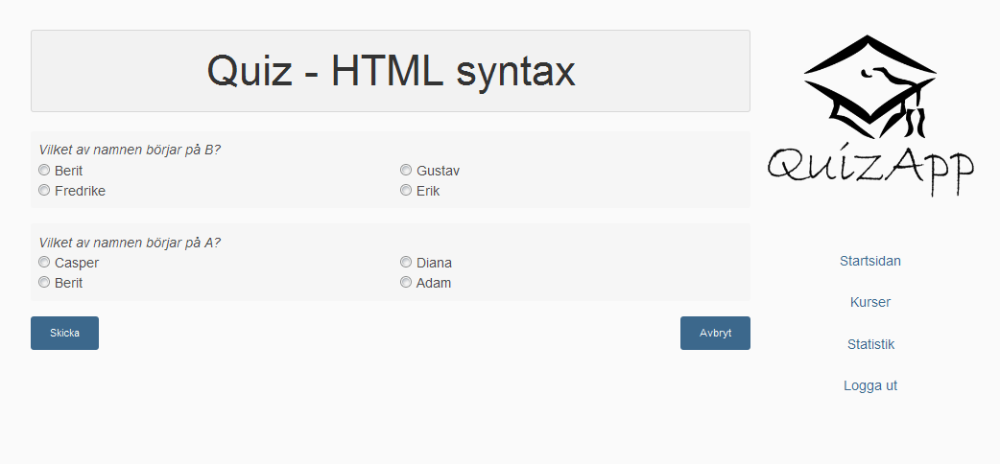 Quiz - HTML syntax
QuizApp
Vilket av namnen börjar på B?
Berit Gustav
Fredrike Erik
Vilket av namnen börjar på A?
Casper Diana
Berit Adam
Skicka Avbryt
Startsidan
Kurser
Statistik
Logga ut